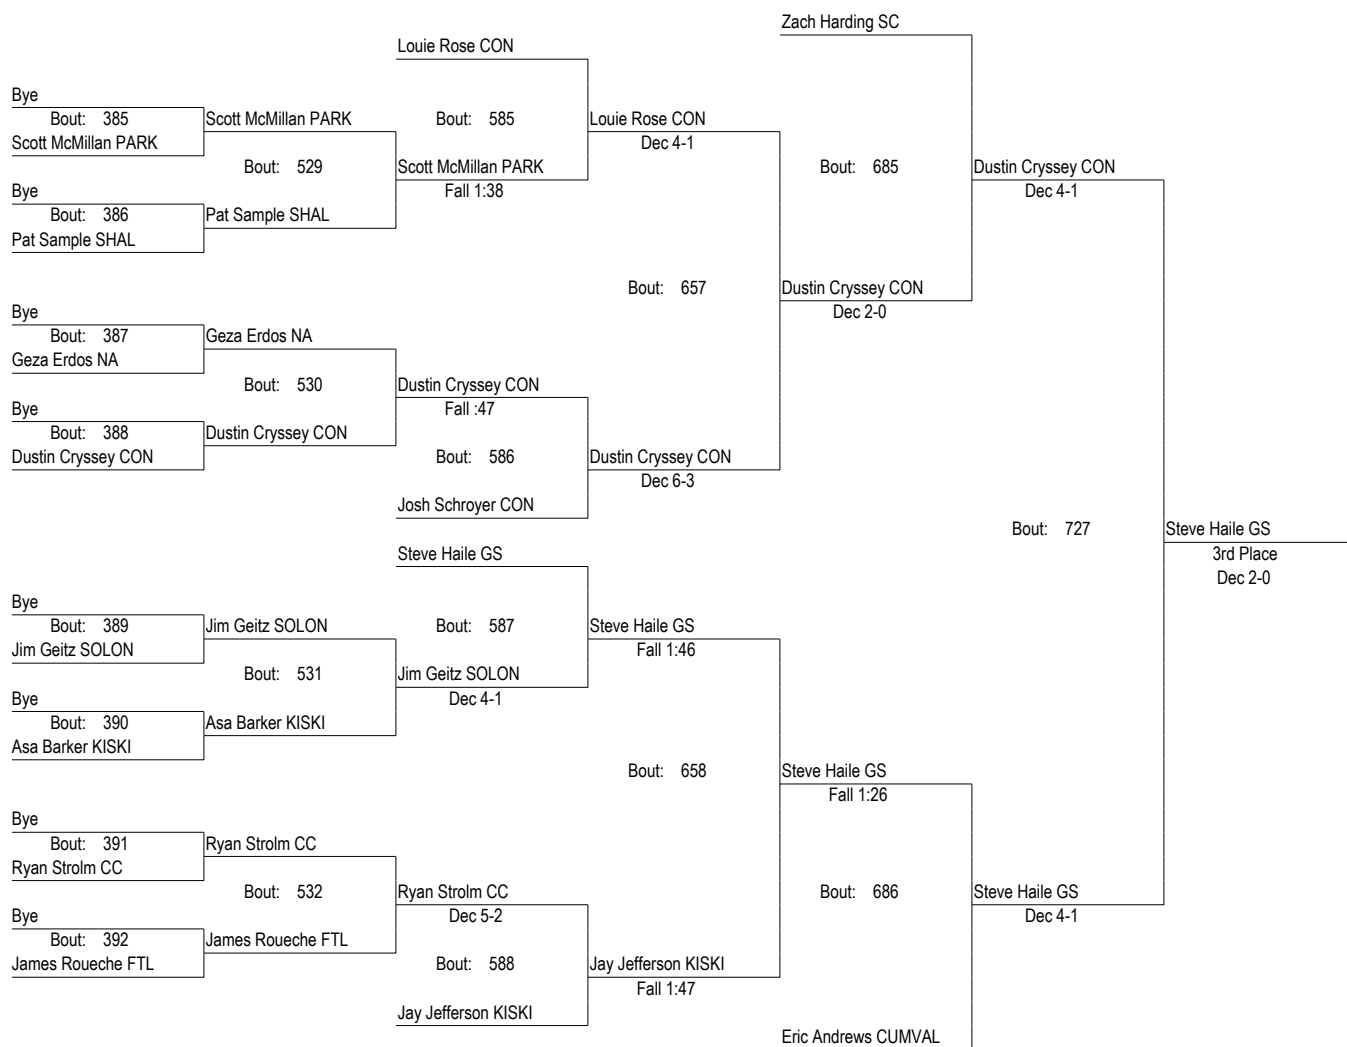 Zach Harding SC
Louie Rose CON
Bye
Bout: 385
Scott McMillan PARK
Scott McMillan PARK
Bout: 585
Louie Rose CON
Dec 4-1
Bout: 529
Scott McMillan PARK
Fall 1:38
Bout: 685
Dustin Cryssey CON
Dec 4-1
Bye
Bout: 386
Pat Sample SHAL
Pat Sample SHAL
Bout: 657
Dustin Cryssey CON
Dec 2-0
Bye
Bout: 387
Geza Erdos NA
Geza Erdos NA
Bout: 530
Dustin Cryssey CON
Fall :47
Bye
Bout: 388
Dustin Cryssey CON
Dustin Cryssey CON
Bout: 586
Dustin Cryssey CON
Dec 6-3
Josh Schroyer CON
Bout: 727
Steve Haile GS
3rd Place
Dec 2-0
Steve Haile GS
Bye
Bout: 389
Jim Geitz SOLON
Jim Geitz SOLON
Bout: 587
Steve Haile GS
Fall 1:46
Bout: 531
Jim Geitz SOLON
Dec 4-1
Bye
Bout: 390
Asa Barker KISKI
Asa Barker KISKI
Bout: 658
Steve Haile GS
Fall 1:26
Bye
Bout: 391
Ryan Strolm CC
Ryan Strolm CC
Bout: 532
Ryan Strolm CC
Dec 5-2
Bout: 686
Steve Haile GS
Dec 4-1
Bye
Bout: 392
James Roueche FTL
James Roueche FTL
Bout: 588
Jay Jefferson KISKI
Fall 1:47
Jay Jefferson KISKI
Eric Andrews CUMVAL